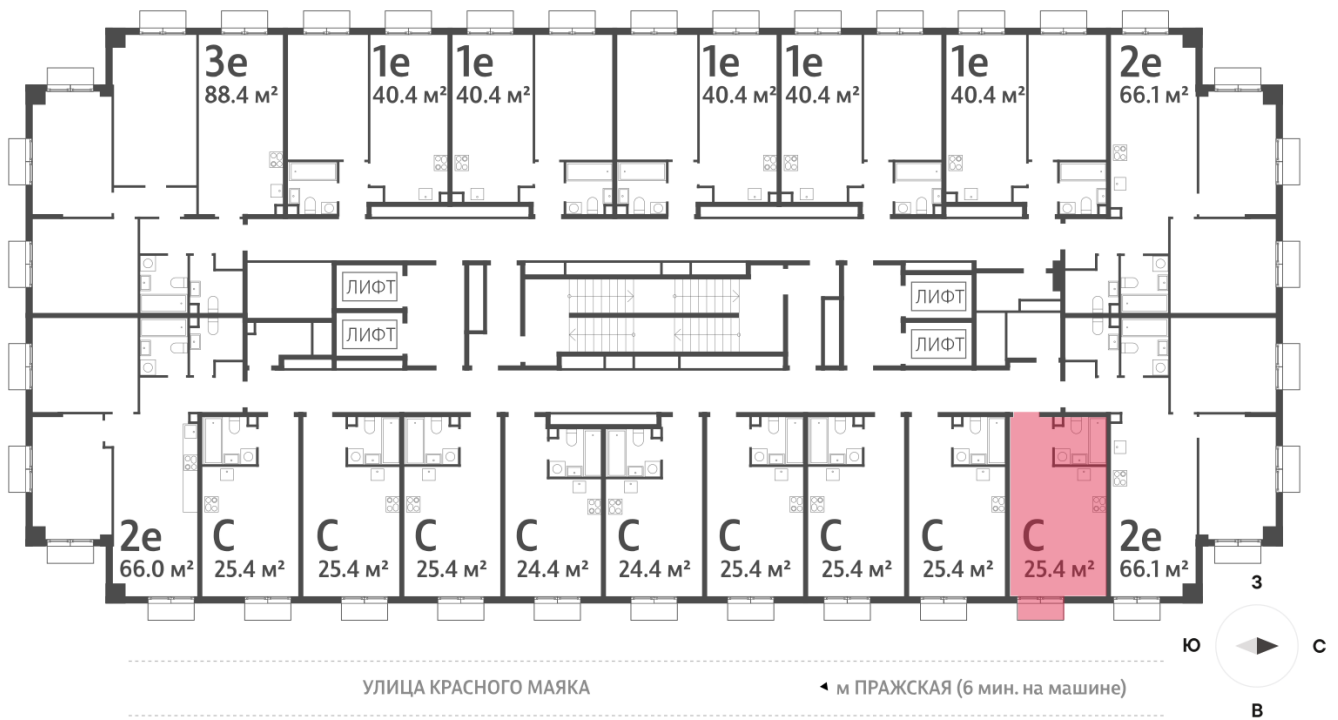 3е
88.4 м²
1е
40.4 м²
1е
40.4 м²
1е
40.4 м²
1е
40.4 м²
1е
40.4 м²
2е
66.1 м²
ЛИФТ
ЛИФТ
ЛИФТ
ЛИФТ
2е
66.0 м²
С
25.4 м²
С
25.4 м²
С
25.4 м²
С
24.4 м²
С
24.4 м²
С
25.4 м²
С
25.4 м²
С
25.4 м²
С
25.4 м²
2е
66.1 м²
З
Ю
С
В
УЛИЦА КРАСНОГО МАЯКА
м ПРАЖСКАЯ (6 мин. на машине)